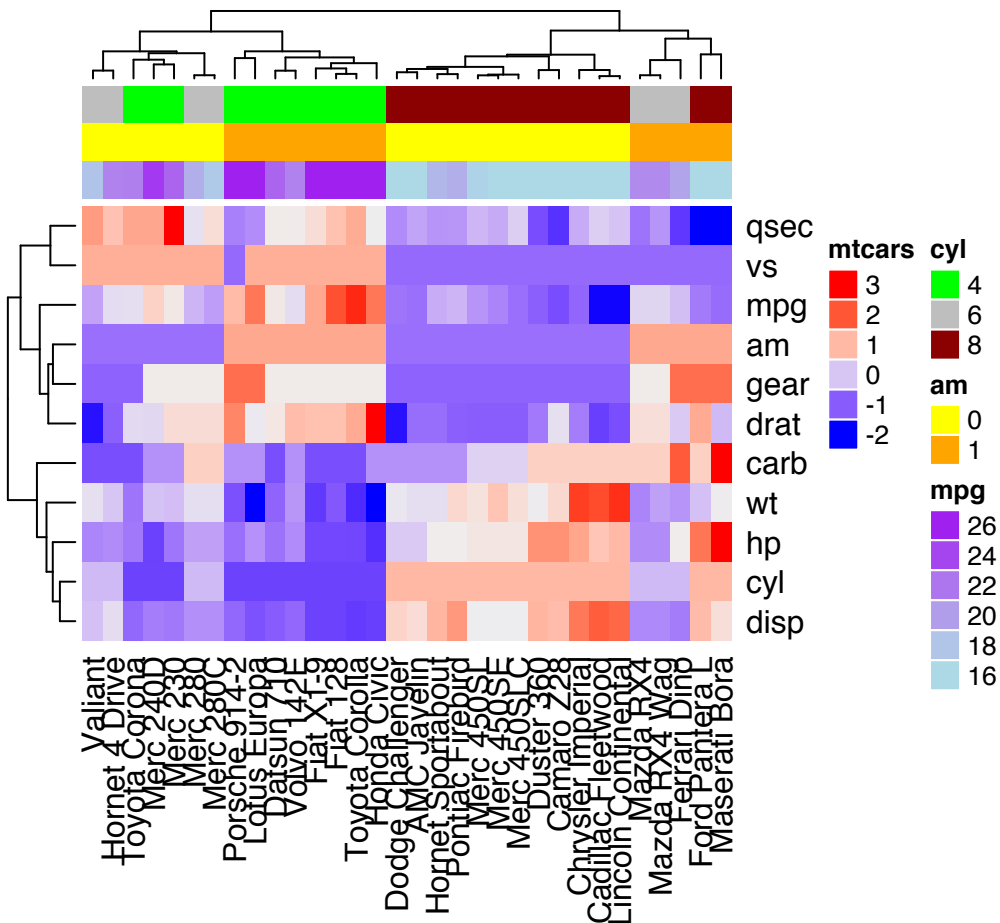 qsec
vs
mpg
am
gear
drat
carb
wt
hp
cyl
disp
mtcars
3
2
1
0
-1
-2
cyl
4
6
8
am
0
1
mpg
26
24
22
20
18
16
Valiant
Hornet 4 Drive
Toyota Corona
Merc 240D
Merc 230
Merc 280
Merc 280C
Porsche 914-2
Lotus Europa
Datsun 710
Volvo 142E
Fiat X1-9
Fiat 128
Toyota Corolla
Honda Civic
Dodge Challenger
AMC Javelin
Hornet Sportabout
Pontiac Firebird
Merc 450SL
Merc 450SE
Merc 450SLC
Duster 360
Camaro Z28
Chrysler Imperial
Cadillac Fleetwood
Lincoln Continental
Mazda RX4
Mazda RX4 Wag
Ferrari Dino
Ford Pantera L
Maserati Bora